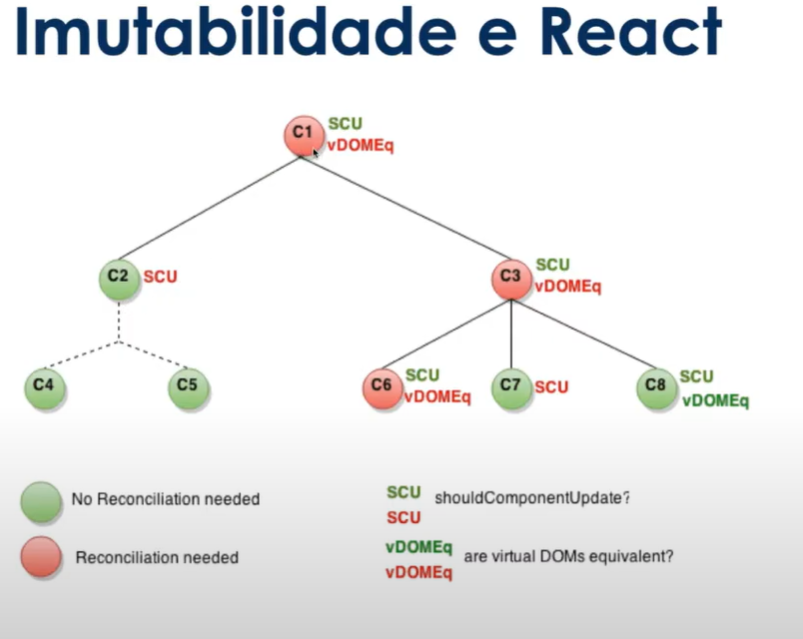 Imutabilidade e React
C1 SCU
vDOMEq
C2 SCU
C3 SCU
vDOMEq
C4
C5
C6 SCU
vDOMEq
C7 SCU
C8 SCU
vDOMEq
No Reconciliation needed
Reconciliation needed
SCU shouldComponentUpdate?
SCU
vDOMEq are virtual DOMs equivalent?
vDOMEq